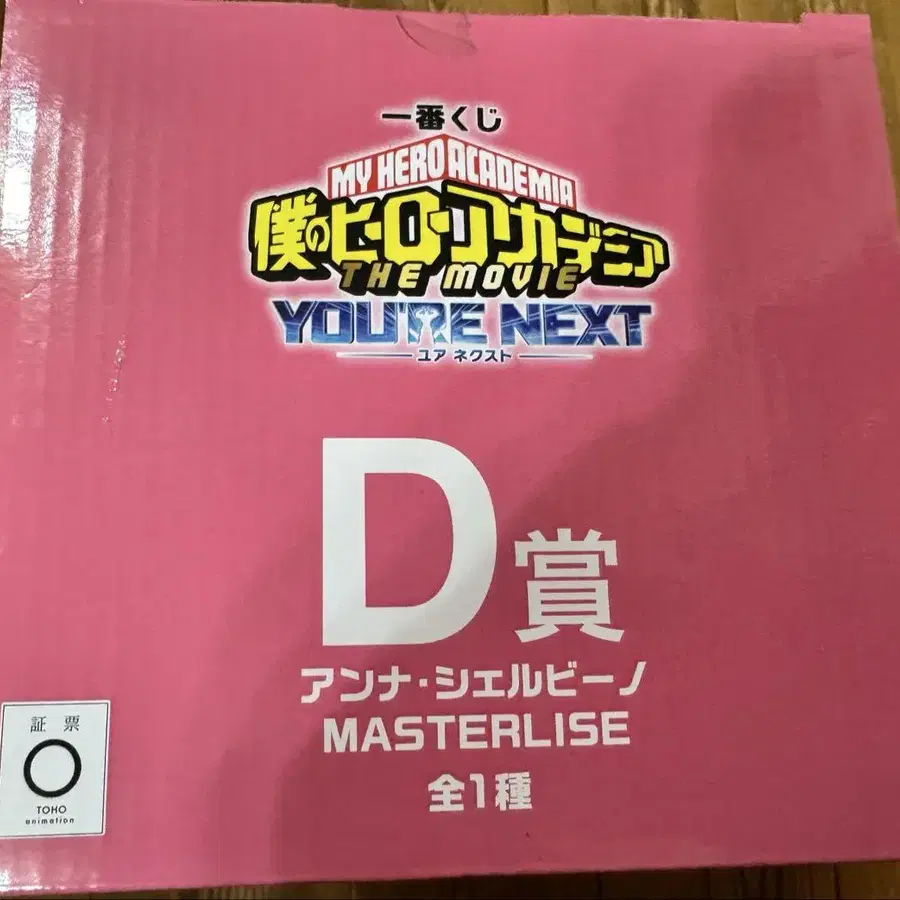 一番くじ
MY HERO ACADEMIA
僕のヒーローアカデミア
THE MOVIE
YOU'RE NEXT
ユア ネクスト
D賞
アンナ・シェルビーノ
MASTERLISE
全1種
証票
TOHO
animation